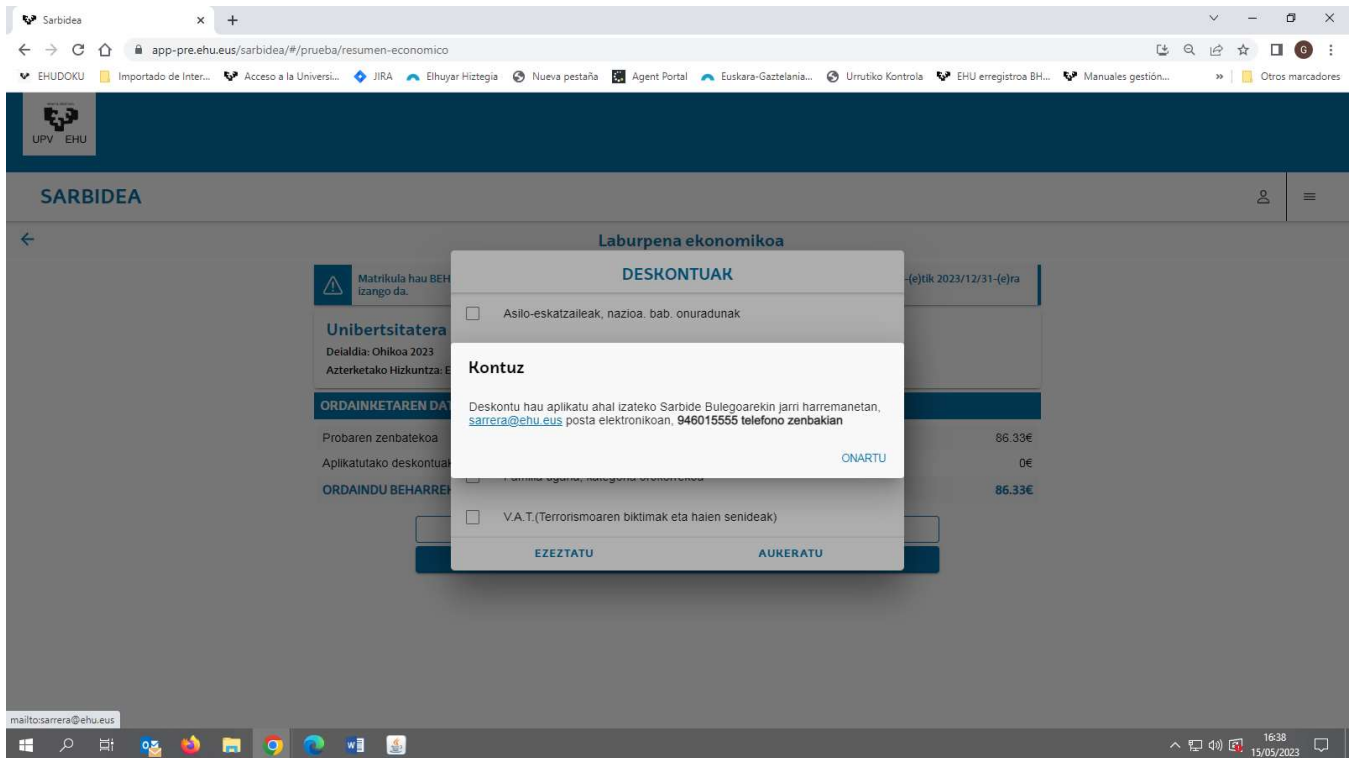 Sarbidea
app-pre.ehu.eus/sarbidea/#/prueba/resumen-economico
G
EHUDOKU Importado de Inter... Acceso a la Universi... JIRA Elhuyar Hiztegia Nueva pestaña Agent Portal Euskara-Gaztelania... Urrutiko Kontrola EHU erregistroa BH... Manuales gestión... » Otros marcadores
UPV EHU
SARBIDEA
Laburpena ekonomikoa
DESKONTUAK
Matrikula hau BEH
-(e)tik 2023/12/31-(e)ra
izango da.
Asilo-eskatzaileak, nazioa. bab. onuradunak
Unibertsitatera
Deialdia: Ohikoa 2023
Azterketako Hizkuntza: E
Kontuz
Deskontu hau aplikatu ahal izateko Sarbide Bulegoarekin jarri harremanetan,
sarrera@ehu.eus posta elektronikoan, 946015555 telefono zenbakian
ONARTU
ORDAINKETAREN DAT
Probaren zenbatekoa 86.33€
Aplikatutako deskontuak 0€
ORDAINDU BEHARREK 86.33€
V.A.T.(Terrorismoaren biktimak eta haien senideak)
EZEZTATU AUKERATU
mailto:sarrera@ehu.eus
16:38
15/05/2023